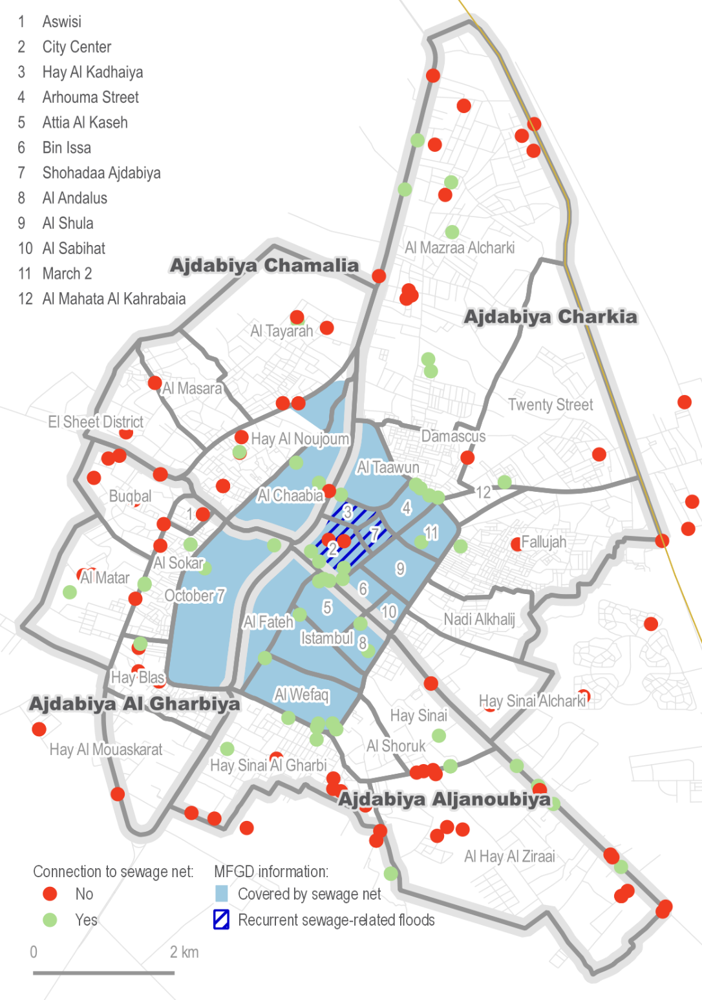 1 Aswisi
2 City Center
3 Hay Al Kadhaiya
4 Arhouma Street
5 Attia Al Kaseh
6 Bin Issa
7 Shohadaa Ajdabiya
8 Al Andalus
9 Al Shula
10 Al Sabihat
11 March 2
12 Al Mahata Al Kahrabaia
Al Mazraa Alcharki
Ajdabiya Chamalia
Ajdabiya Charkia
Al Tayarah
Al Masara
Twenty Street
El Sheet District
Damascus
Hay Al Noujoum
Al Taawun
Buqbal
Al Chaabia
12
1
3
4
7
11
2
Fallujah
Al Sokar
9
Al Matar
October 7
6
5
10
Al Fateh
Nadi Alkhalij
Istambul
8
Hay Blas
Al Wefaq
Hay Sinai Alcharki
Ajdabiya Al Gharbiya
Hay Sinai
Al Shoruk
Hay Al Mouaskarat
Hay Sinai Al Gharbi
Ajdabiya Aljanoubiya
Al Hay Al Ziraai
Connection to sewage net:
No
Yes
MFGD information:
Covered by sewage net
Recurrent sewage-related floods
0 2 km